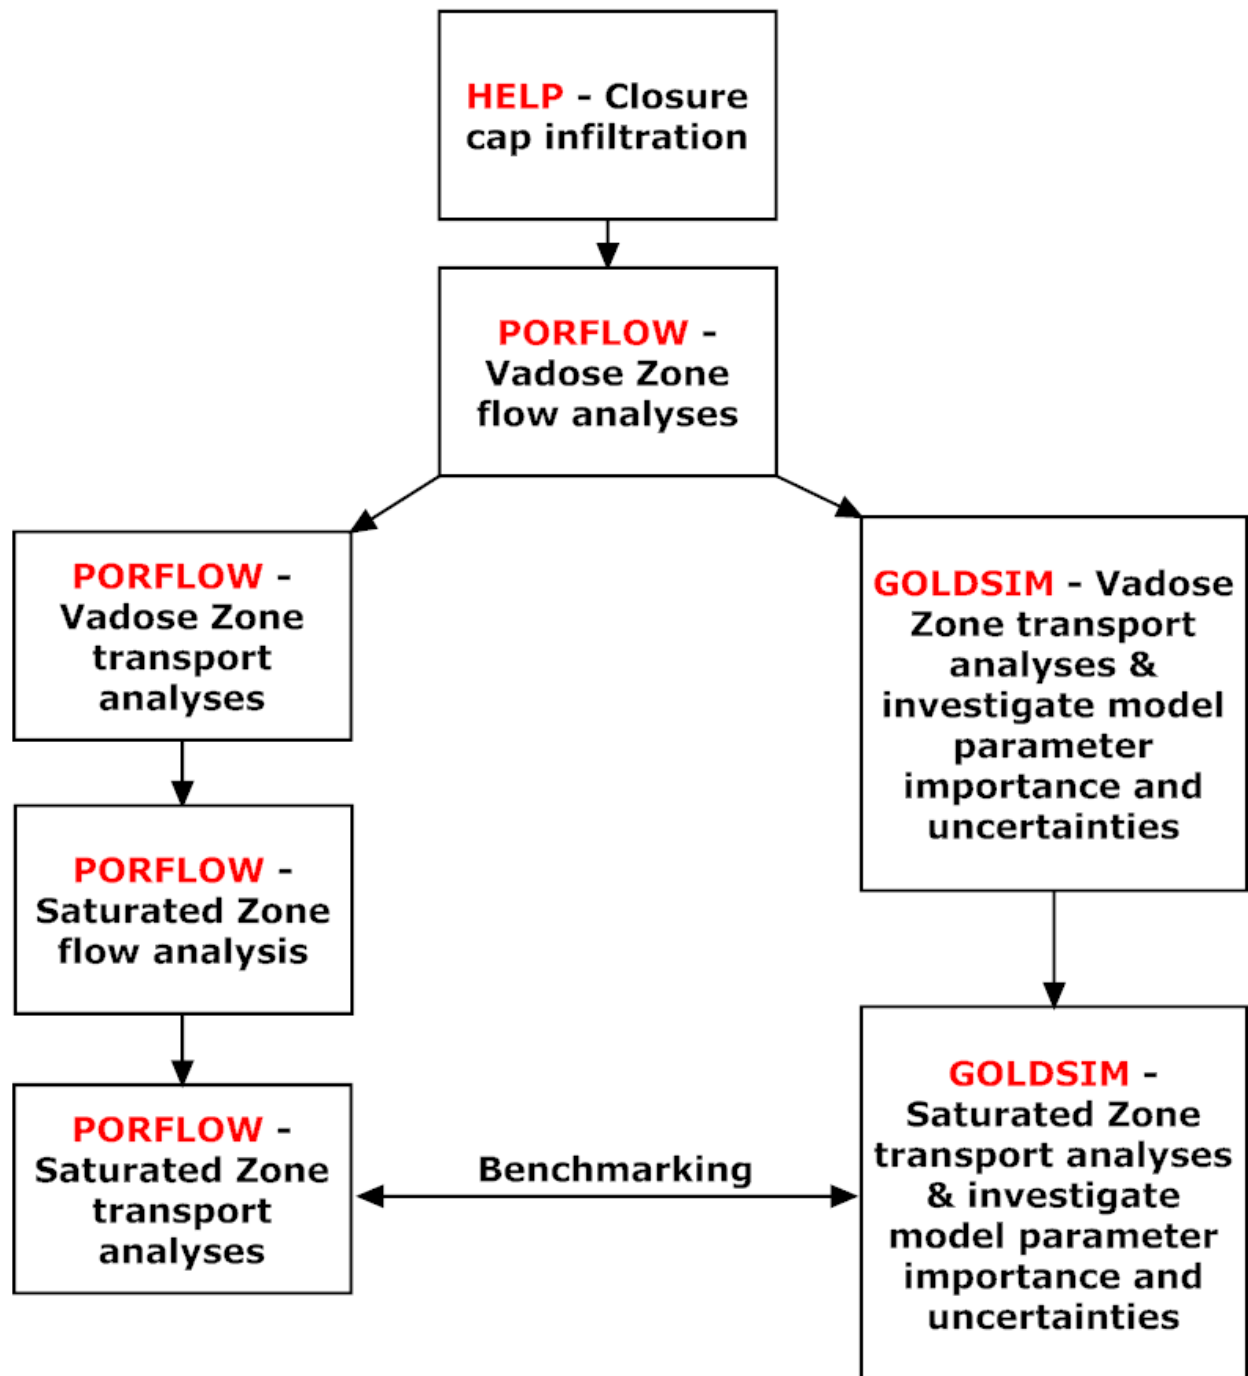 HELP - Closure
cap infiltration
PORFLOW -
Vadose Zone
flow analyses
PORFLOW -
Vadose Zone
transport
analyses
GOLDSIM - Vadose
Zone transport
analyses &
investigate model
parameter
importance and
uncertainties
PORFLOW -
Saturated Zone
flow analysis
PORFLOW -
Saturated Zone
transport
analyses
Benchmarking
GOLDSIM -
Saturated Zone
transport analyses
& investigate
model parameter
importance and
uncertainties